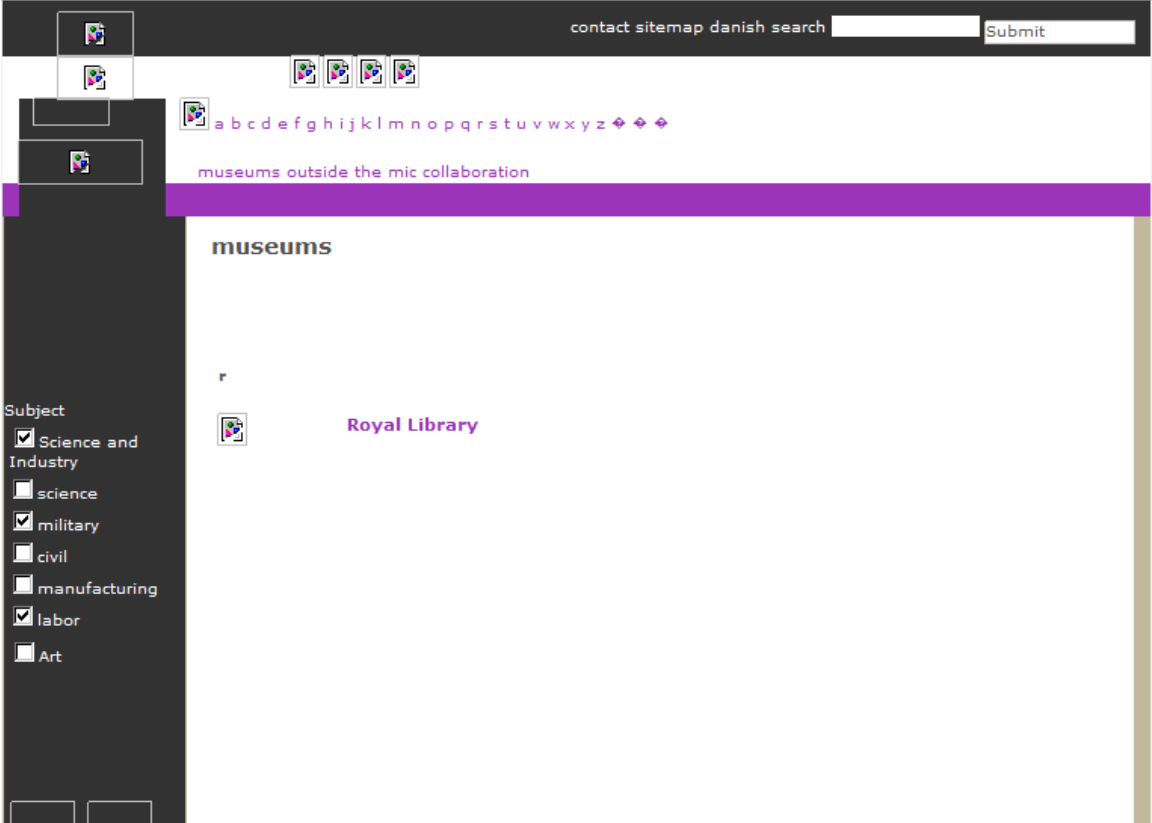 contact sitemap danish search
Submit
a b c d e f g h i j k l m n o p q r s t u v w x y z � � �
museums outside the mic collaboration
museums
r
Royal Library
Subject
Science and
Industry
science
military
civil
manufacturing
labor
Art